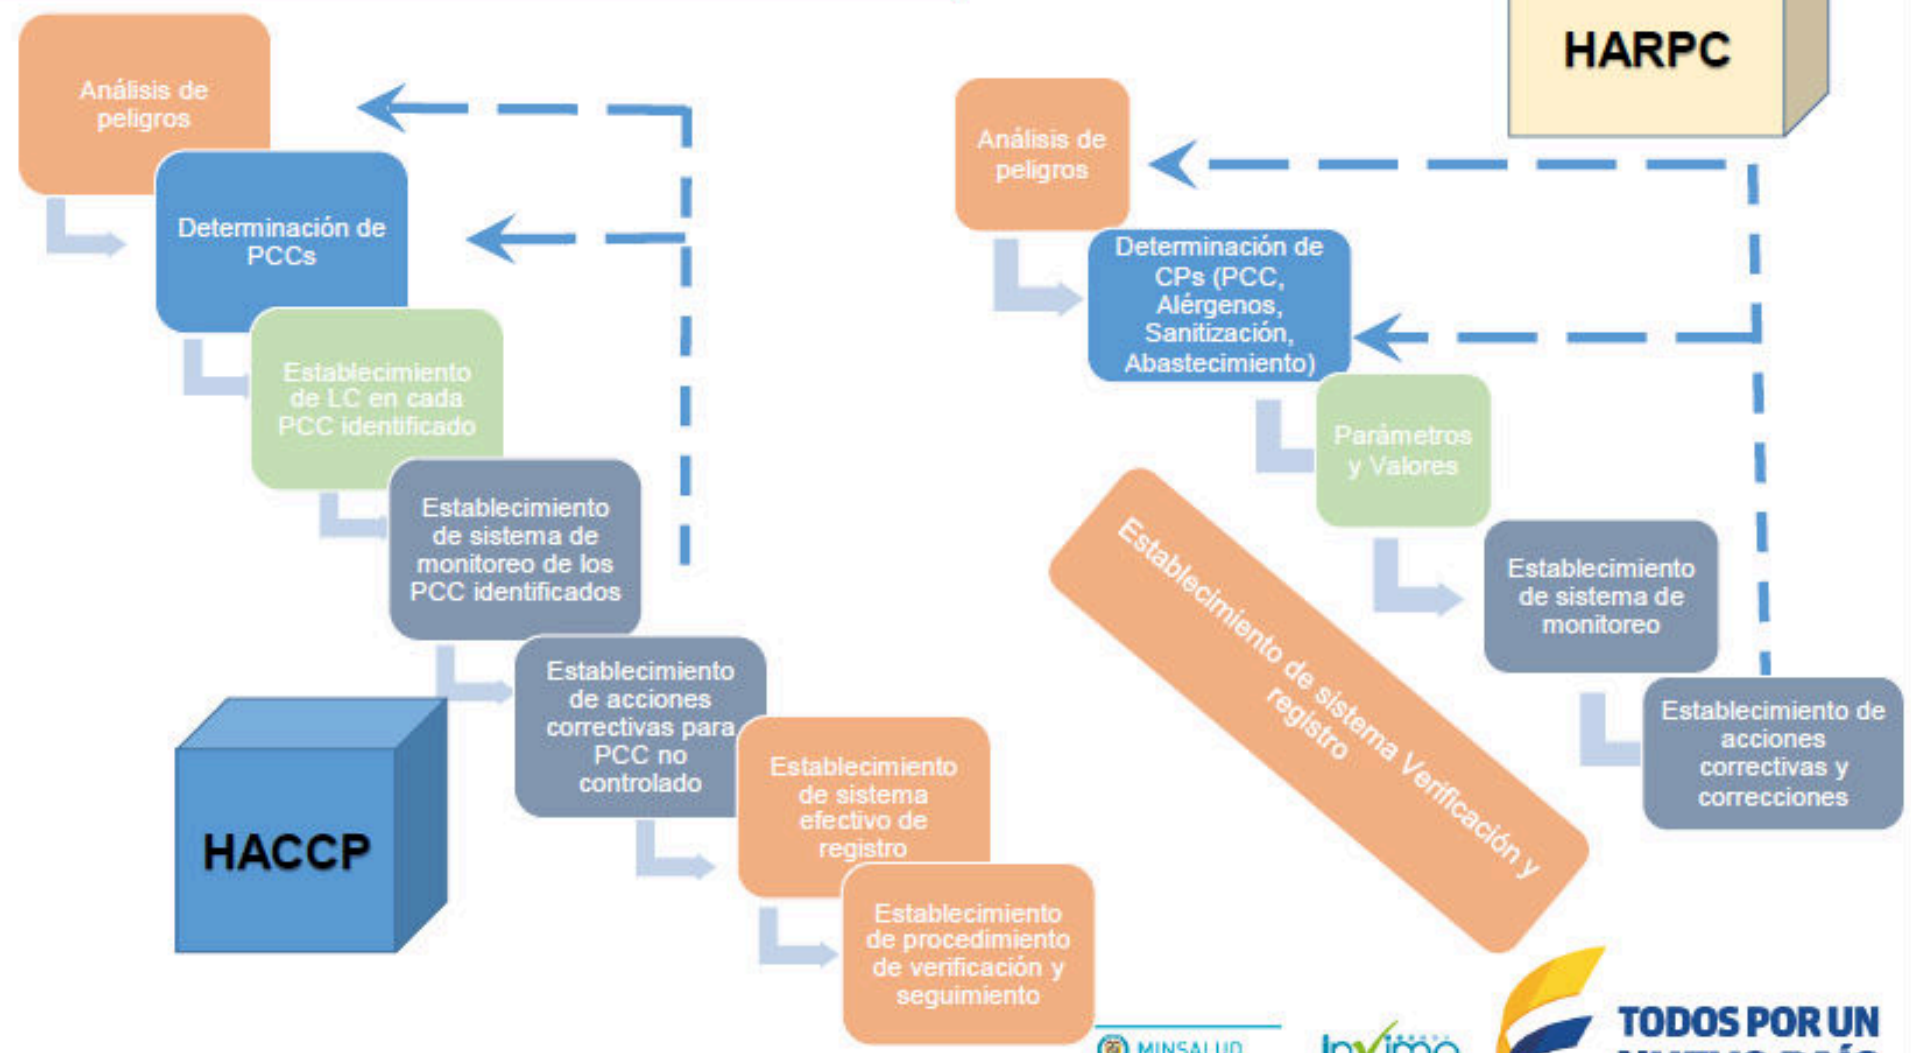 Análisis de
peligros
Determinación de
PCCs
Establecimiento
de LC en cada
PCC identificado
Establecimiento
de sistema de
monitoreo de los
PCC identificados
Establecimiento
de acciones
correctivas para
PCC no
controlado
Establecimiento
de sistema
efectivo de
registro
Establecimiento
de procedimiento
de verificación y
seguimiento
HACCP
HARPC
Análisis de
peligros
Determinación de
CPs (PCC,
Alérgenos,
Sanitización,
Abastecimiento)
Parámetros
y Valores
Establecimiento
de sistema de
monitoreo
Establecimiento de
acciones
correctivas y
correcciones
Establecimiento de sistema Verificación y
registro
MINSALUD
invima
TODOS POR UN